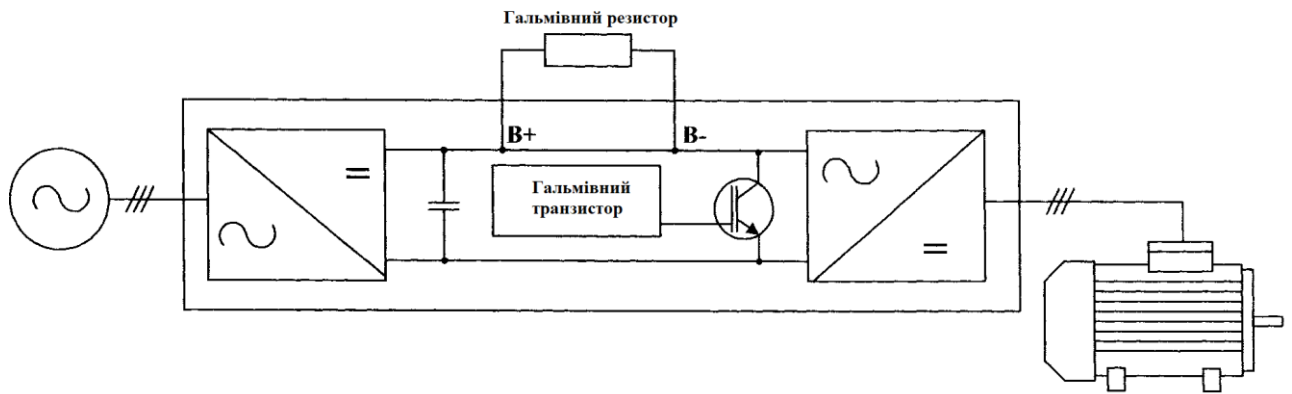 Гальмівний резистор
B+
B-
Гальмівний
транзистор